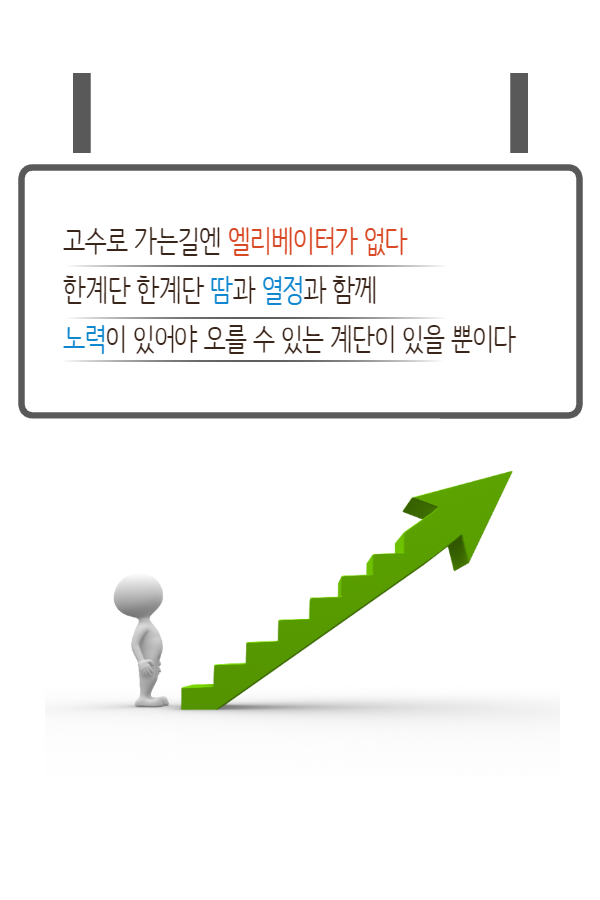 고수로 가는길엔 엘리베이터가 없다
한계단 한계단 땀과 열정과 함께
노력이 있어야 오를 수 있는 계단이 있을 뿐이다